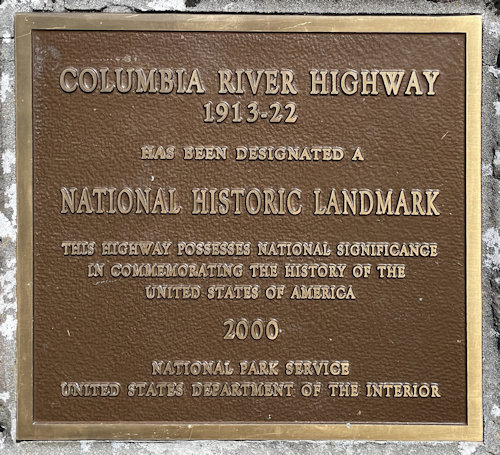 COLUMBIA RIVER HIGHWAY
1913-22
HAS BEEN DESIGNATED A
NATIONAL HISTORIC LANDMARK
THIS HIGHWAY POSSESSES NATIONAL SIGNIFICANCE
IN COMMEMORATING THE HISTORY OF THE
UNITED STATES OF AMERICA
2000
NATIONAL PARK SERVICE
UNITED STATES DEPARTMENT OF THE INTERIOR